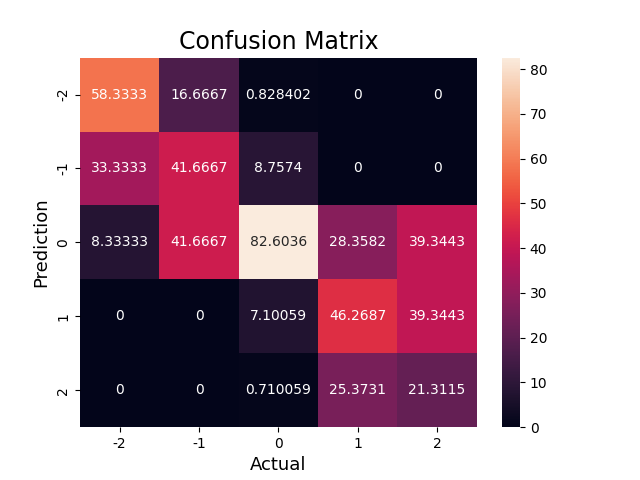 Confusion Matrix
-2 58.3333 16.6667 0.828402 0 0
-1 33.3333 41.6667 8.7574 0 0
0 8.33333 41.6667 82.6036 28.3582 39.3443
1 0 0 7.10059 46.2687 39.3443
2 0 0 0.710059 25.3731 21.3115
-2 -1 0 1 2
Prediction
Actual
80
70
60
50
40
30
20
10
0